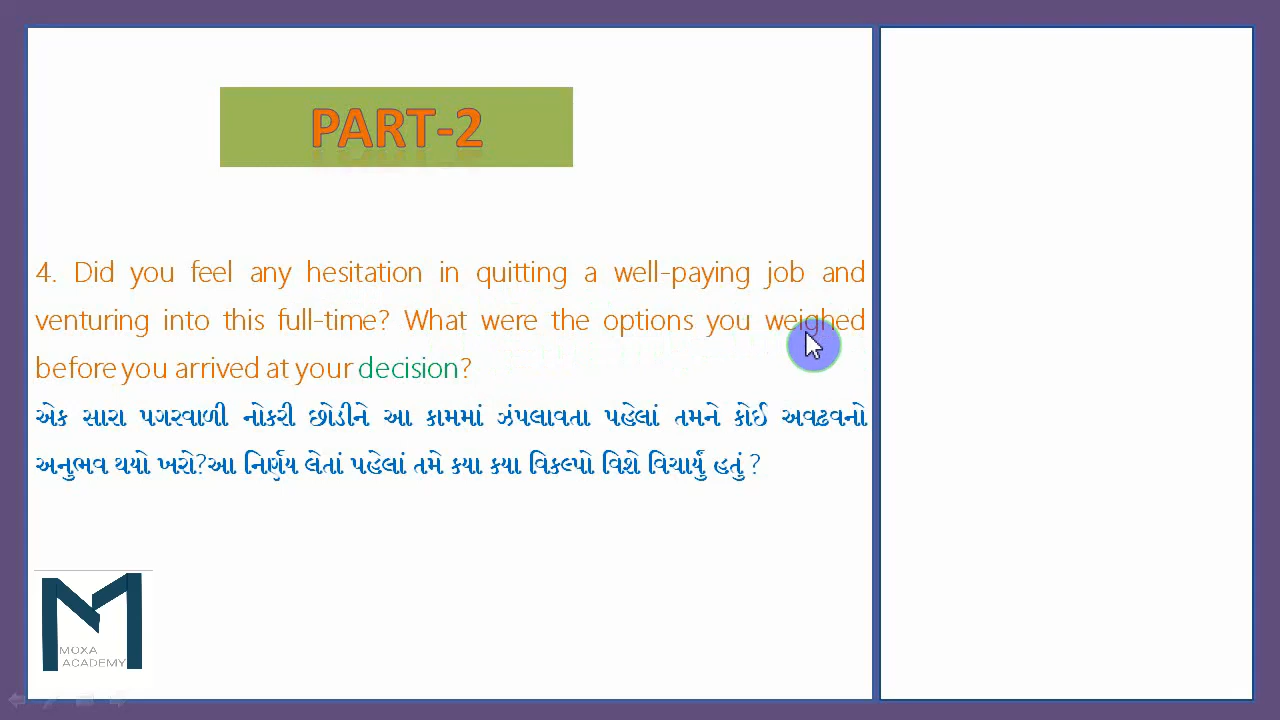 PART-2
4. Did you feel any hesitation in quitting a well-paying job and
venturing into this full-time? What were the options you weighed
before you arrived at your decision?
એક સારા પગરવાળી નોકરી છોડીને આ કામમાં ઝંપલાવતા પહેલાં તમને કોઈ અવઢવનો
અનુભવ થયો ખરો?આ નિર્ણય લેતાં પહેલાં તમે કયા કયા વિકલ્પો વિશે વિચાર્યું હતું ?
MOXA
ACADEMY